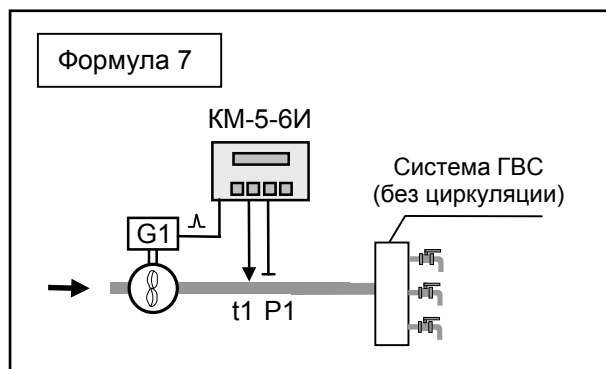 Формула 7
КМ-5-6И
Система ГВС
(без циркуляции)
G1
t1 P1